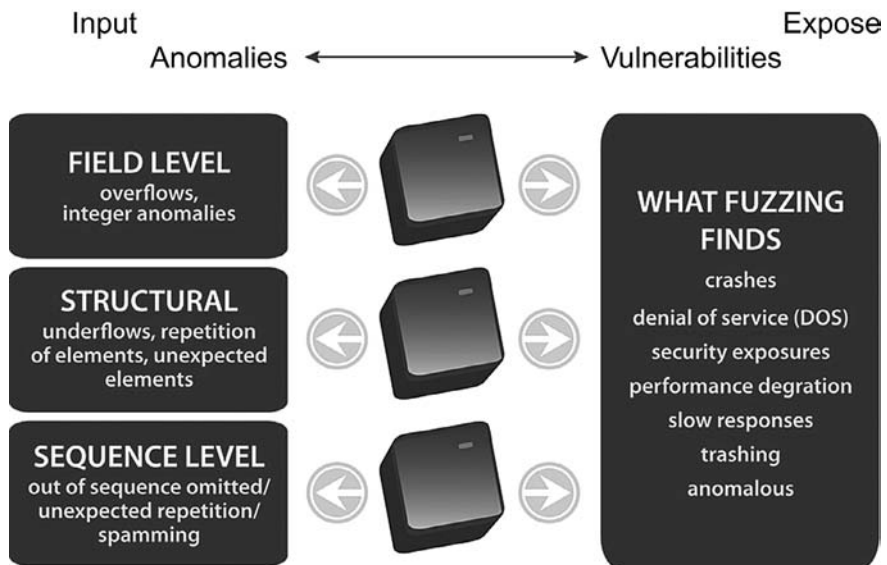 Input
Expose
Anomalies
Vulnerabilities
FIELD LEVEL
overflows,
integer anomalies
STRUCTURAL
underflows, repetition
of elements, unexpected
elements
SEQUENCE LEVEL
out of sequence omitted/
unexpected repetition/
spamming
WHAT FUZZING
FINDS
crashes
denial of service (DOS)
security exposures
performance degration
slow responses
trashing
anomalous